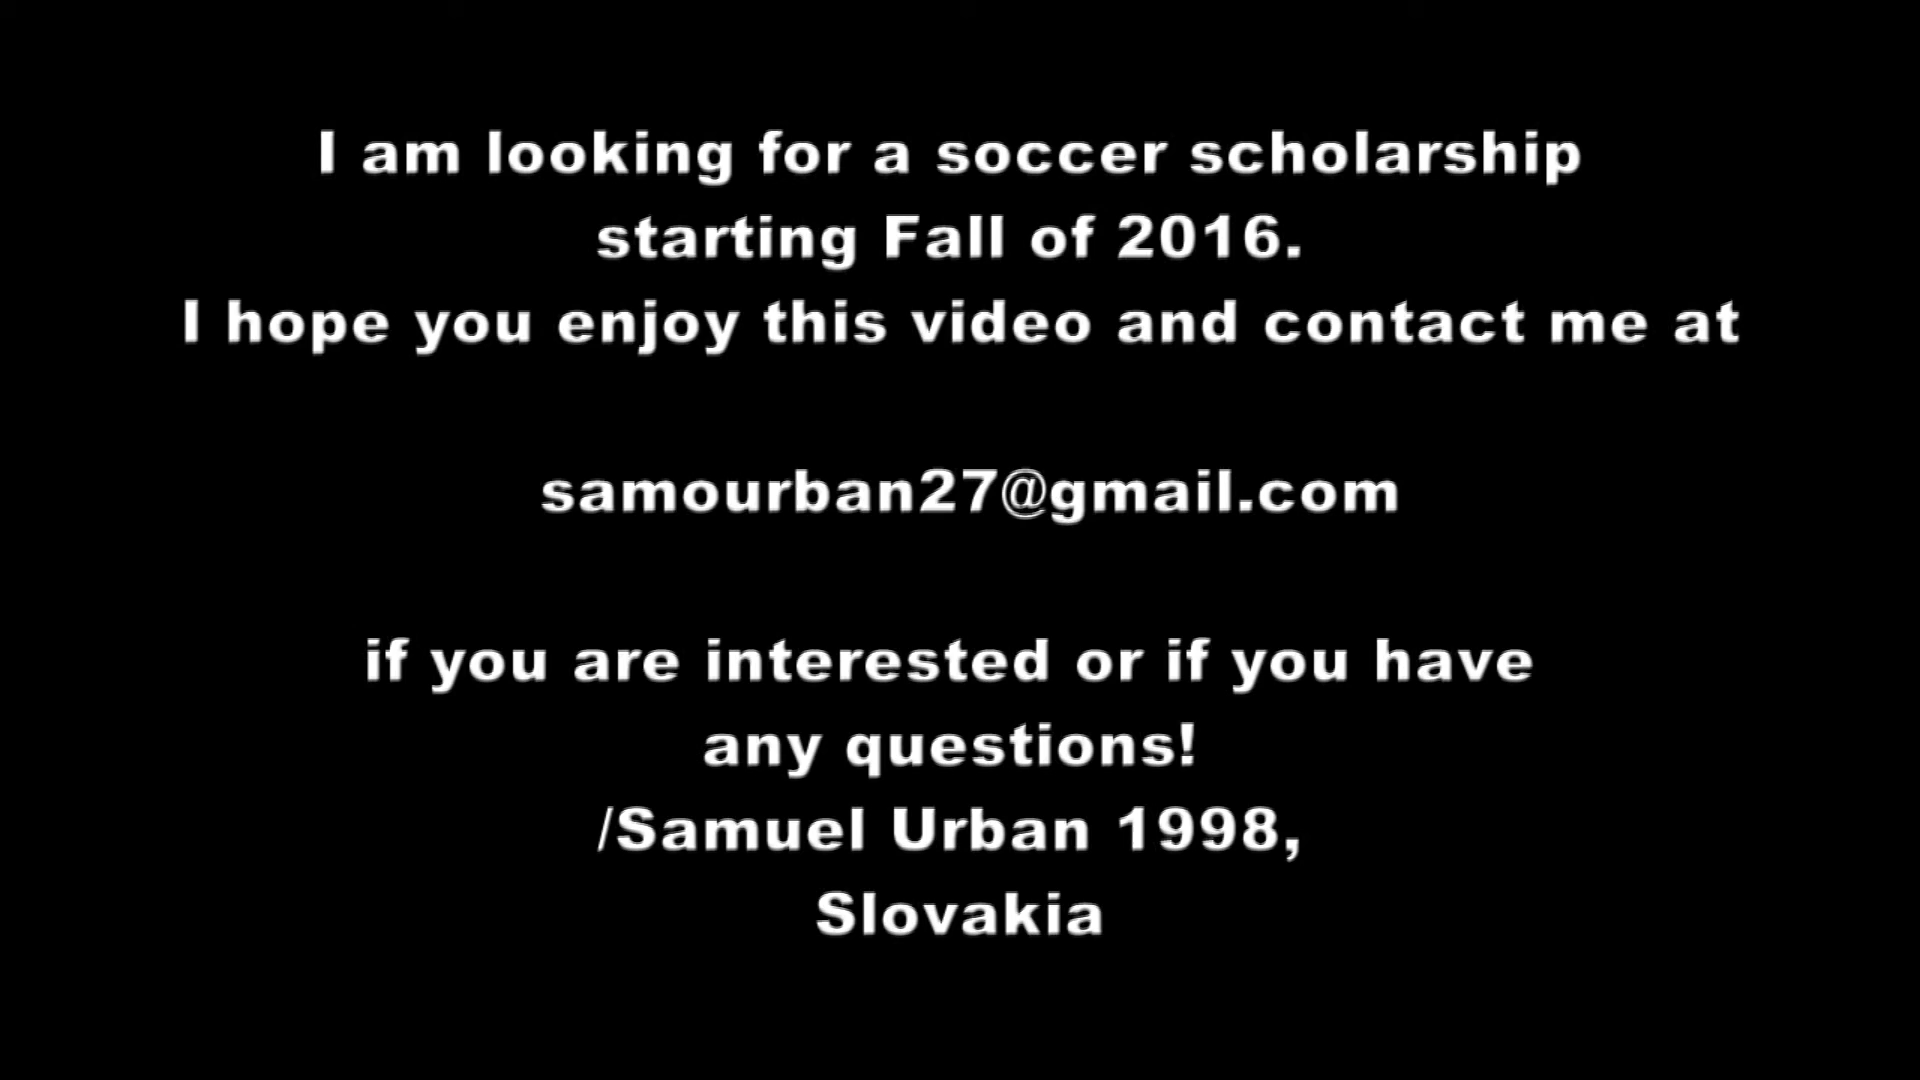 I am looking for a soccer scholarship
starting Fall of 2016.
I hope you enjoy this video and contact me at
samourban27@gmail.com
if you are interested or if you have
any questions!
/Samuel Urban 1998,
Slovakia